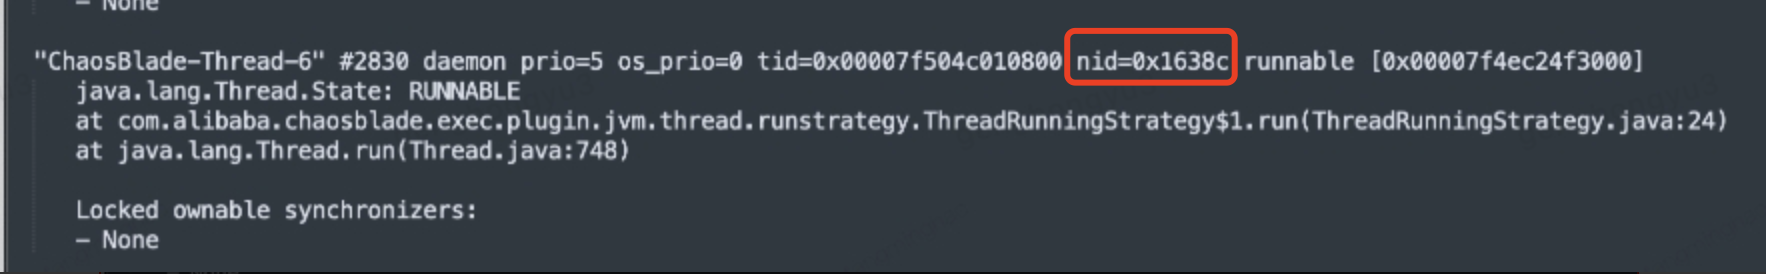 – None
"ChaosBlade-Thread-6" #2830 daemon prio=5 os_prio=0 tid=0x00007f504c010800 nid=0x1638c runnable [0x00007f4ec24f3000]
java.lang.Thread.State: RUNNABLE
at com.alibaba.chaosblade.exec.plugin.jvm.thread.runstrategy.ThreadRunningStrategy$1.run(ThreadRunningStrategy.java:24)
at java.lang.Thread.run(Thread.java:748)
Locked ownable synchronizers:
– None